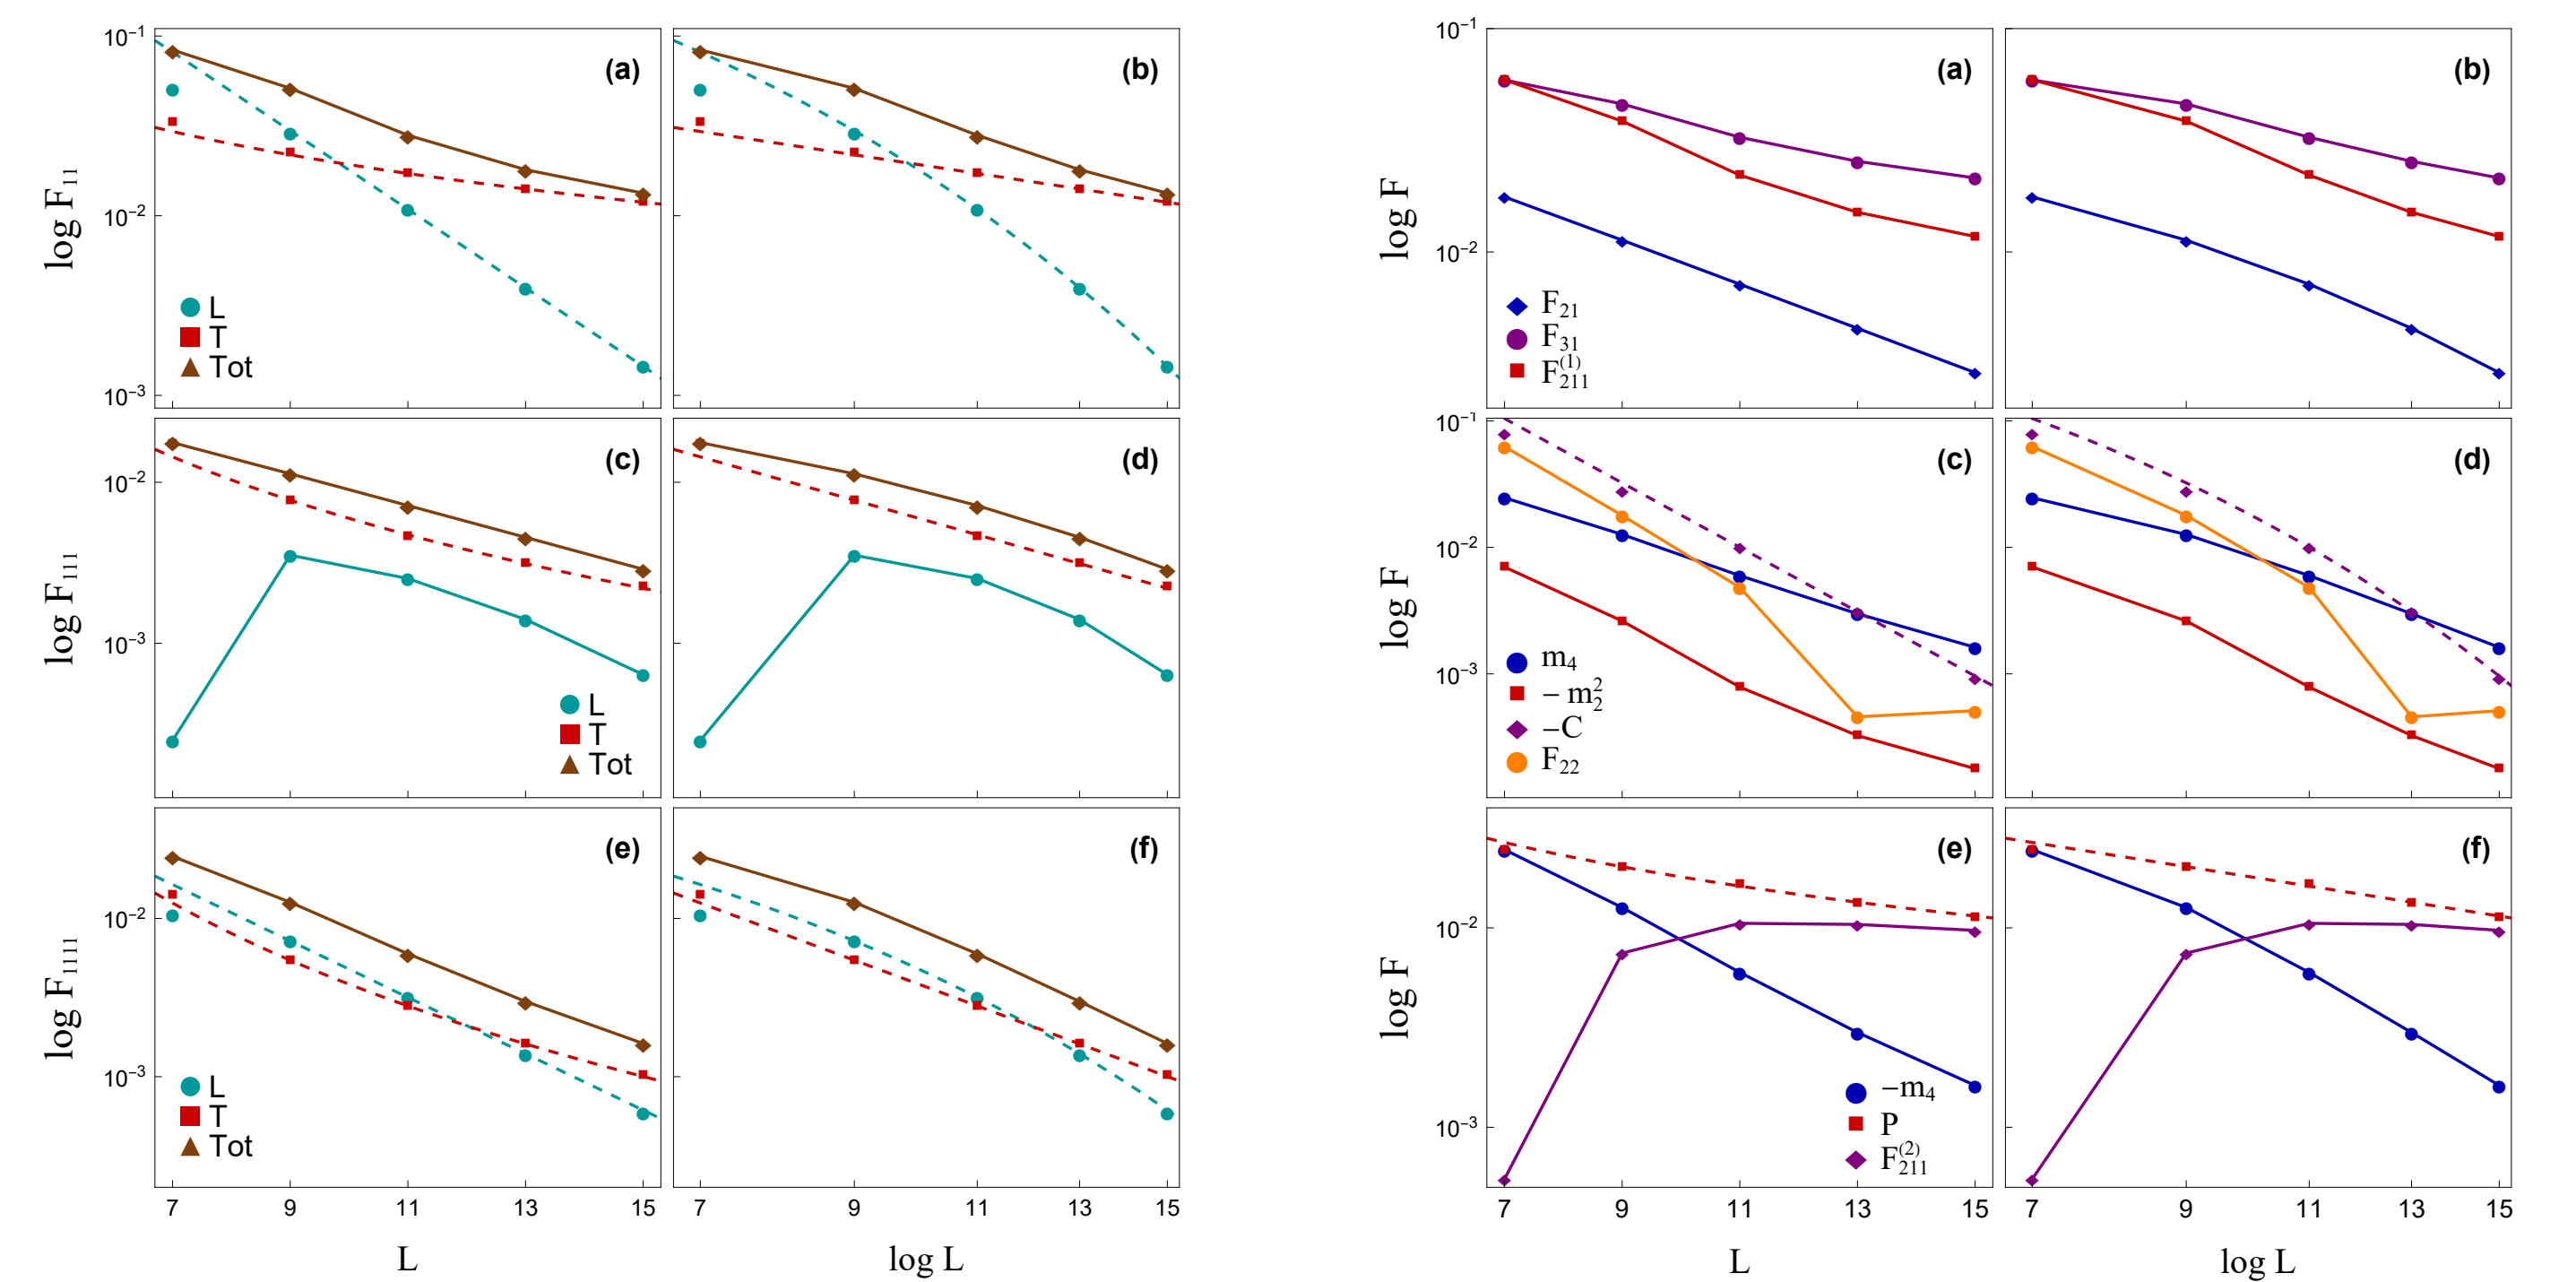 10⁻¹
(a)
(b)
log F₁₁
10⁻²
L
T
Tot
10⁻³
(c)
(d)
10⁻²
log F₁₁₁
10⁻³
L
T
Tot
(e)
(f)
10⁻²
log F₁₁₁₁
10⁻³
L
T
Tot
7 9 11 13 15 7 9 11 13 15
L log L
10⁻¹
(a)
(b)
log F
10⁻²
F₂₁
F₃₁
F₂₁₁⁽¹⁾
10⁻¹
(c)
(d)
10⁻²
log F
10⁻³
m₄
− m₂²
−C
F₂₂
(e)
(f)
10⁻²
log F
10⁻³
−m₄
P
F₂₁₁⁽²⁾
7 9 11 13 15 7 9 11 13 15
L log L